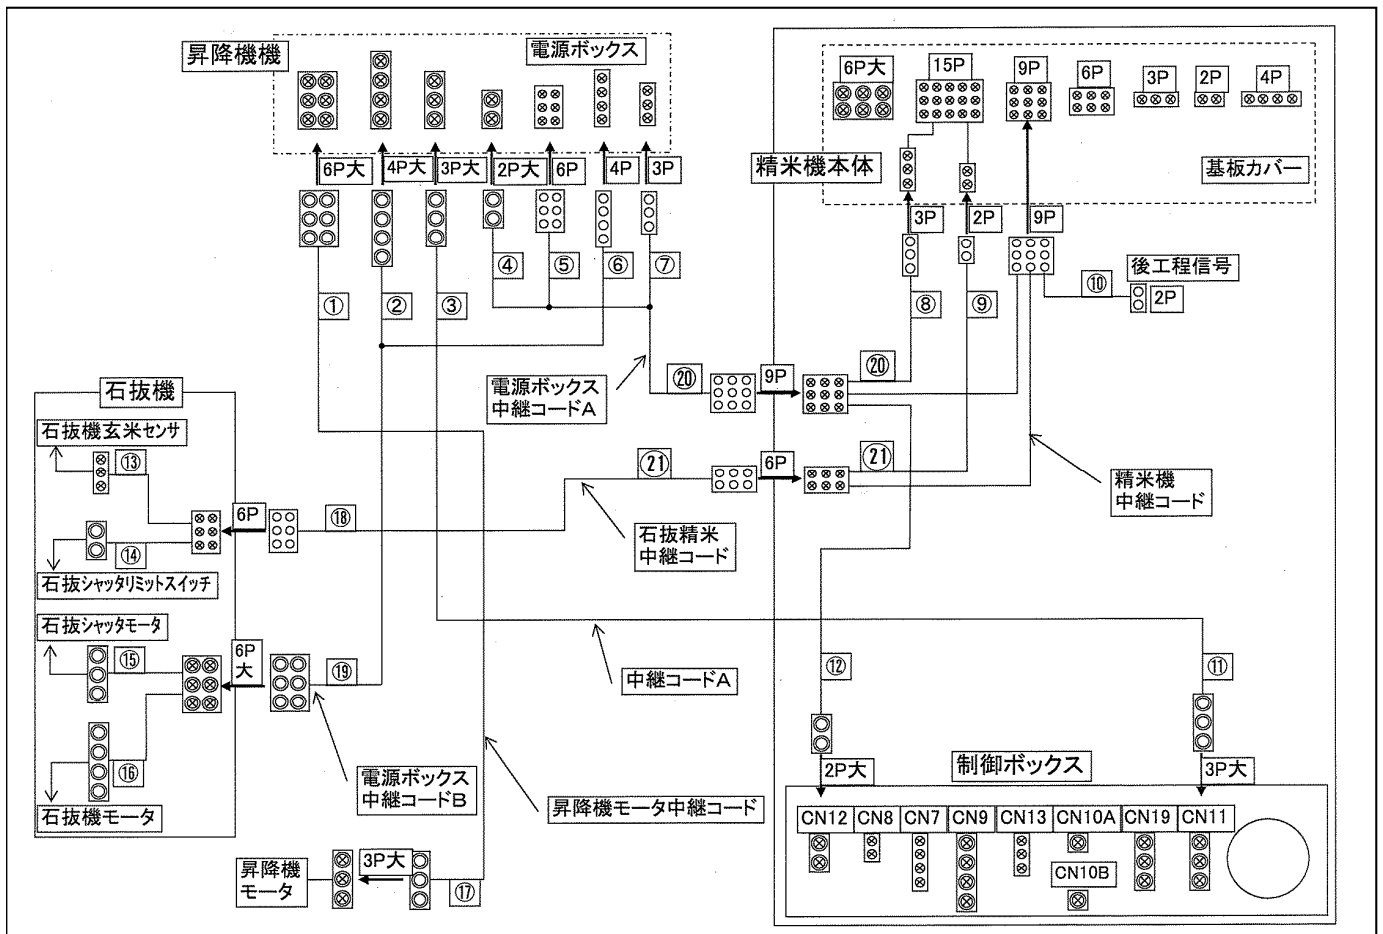 昇降機機
電源ボックス
6P大
4P大
3P大
2P大
6P
4P
3P
①
②
③
④
⑤
⑥
⑦
6P大
15P
9P
6P
3P
2P
4P
精米機本体
基板カバー
3P
2P
9P
⑧
⑨
⑩
後工程信号
2P
電源ボックス
中継コードA
⑳
9P
⑳
㉑
6P
㉑
精米機
中継コード
石抜機
石抜機玄米センサ
⑬
6P
⑱
⑭
石抜シャッタリミットスイッチ
石抜精米
中継コード
石抜シャッタモータ
⑮
6P
大
⑲
⑯
石抜機モータ
中継コードA
電源ボックス
中継コードB
昇降機モータ中継コード
昇降機
モータ
3P大
⑰
⑫
⑪
2P大
制御ボックス
3P大
CN12
CN8
CN7
CN9
CN13
CN10A
CN19
CN11
CN10B